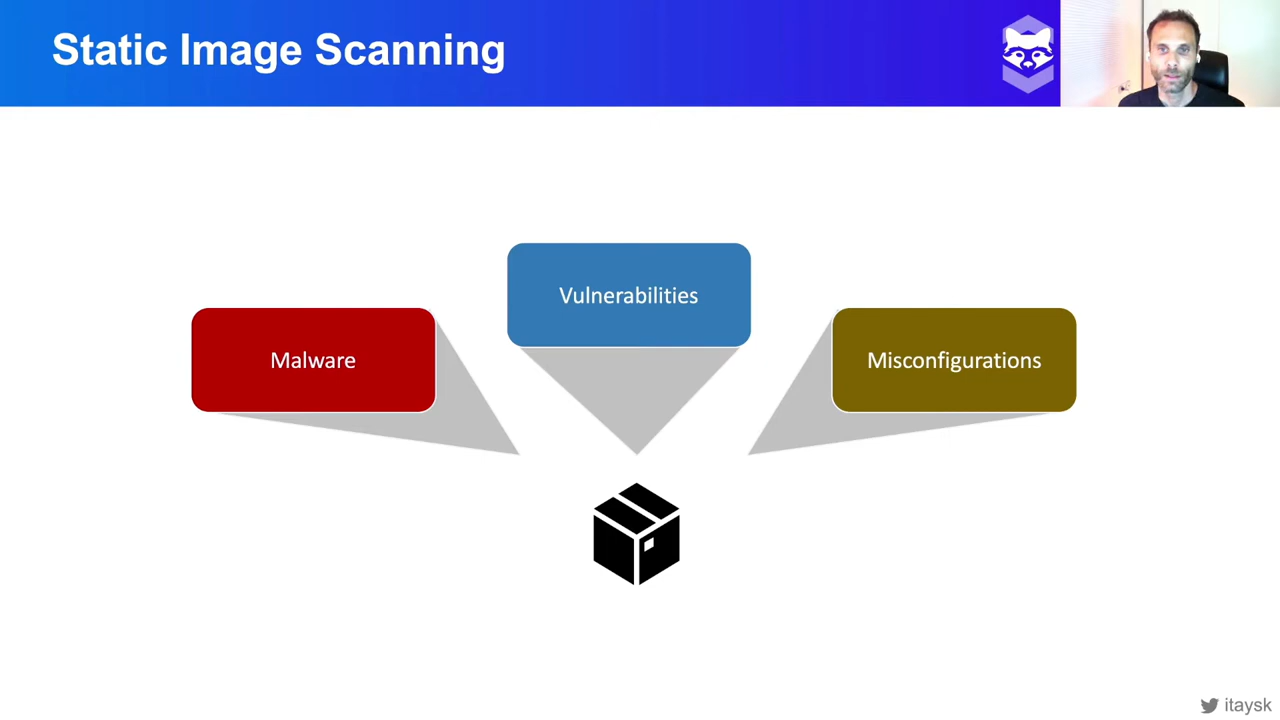 Static Image Scanning
Vulnerabilities
Malware
Misconfigurations
itaysk